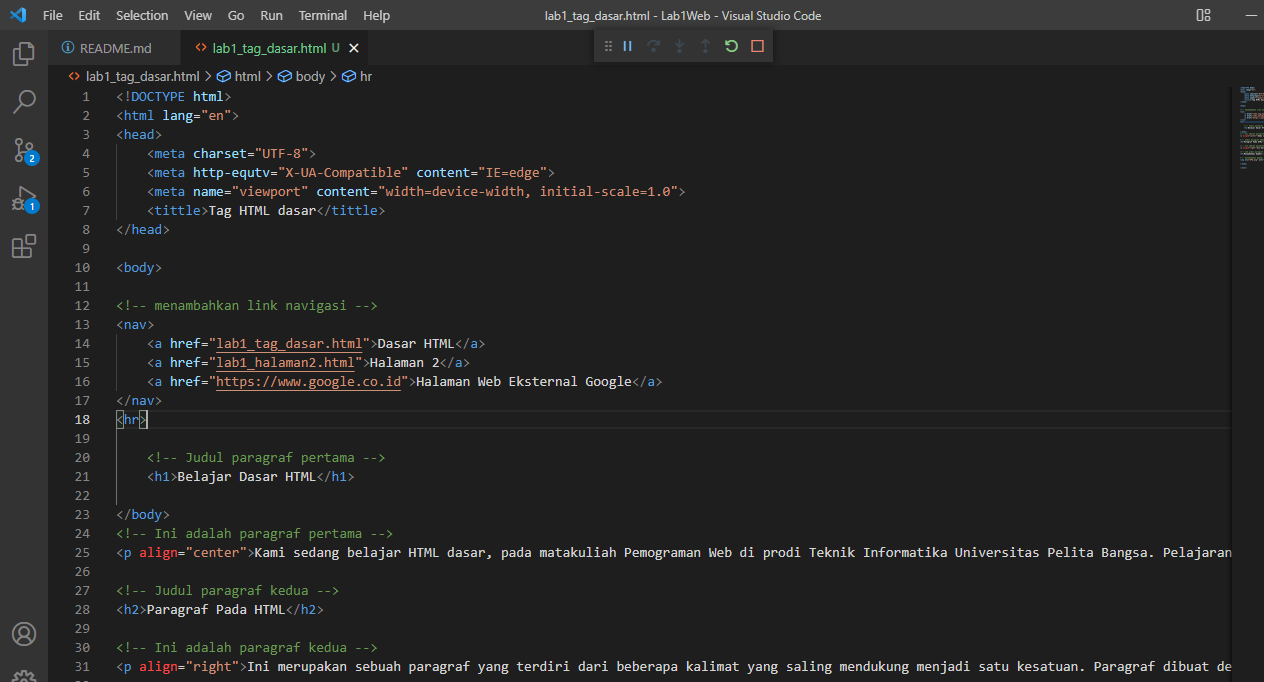 File Edit Selection View Go Run Terminal Help lab1_tag_dasar.html - Lab1Web - Visual Studio Code
README.md lab1_tag_dasar.html U
lab1_tag_dasar.html > html > body > hr
1 <!DOCTYPE html>
2 <html lang="en">
3 <head>
4 <meta charset="UTF-8">
5 <meta http-equtv="X-UA-Compatible" content="IE=edge">
6 <meta name="viewport" content="width=device-width, initial-scale=1.0">
7 <tittle>Tag HTML dasar</tittle>
8 </head>
9
10 <body>
11
12 <!-- menambahkan link navigasi -->
13 <nav>
14 <a href="lab1_tag_dasar.html">Dasar HTML</a>
15 <a href="lab1_halaman2.html">Halaman 2</a>
16 <a href="https://www.google.co.id">Halaman Web Eksternal Google</a>
17 </nav>
18 <hr>
19
20 <!-- Judul paragraf pertama -->
21 <h1>Belajar Dasar HTML</h1>
22
23 </body>
24 <!-- Ini adalah paragraf pertama -->
25 <p align="center">Kami sedang belajar HTML dasar, pada matakuliah Pemograman Web di prodi Teknik Informatika Universitas Pelita Bangsa. Pelajaran
26
27 <!-- Judul paragraf kedua -->
28 <h2>Paragraf Pada HTML</h2>
29
30 <!-- Ini adalah paragraf kedua -->
31 <p align="right">Ini merupakan sebuah paragraf yang terdiri dari beberapa kalimat yang saling mendukung menjadi satu kesatuan. Paragraf dibuat de
2
1